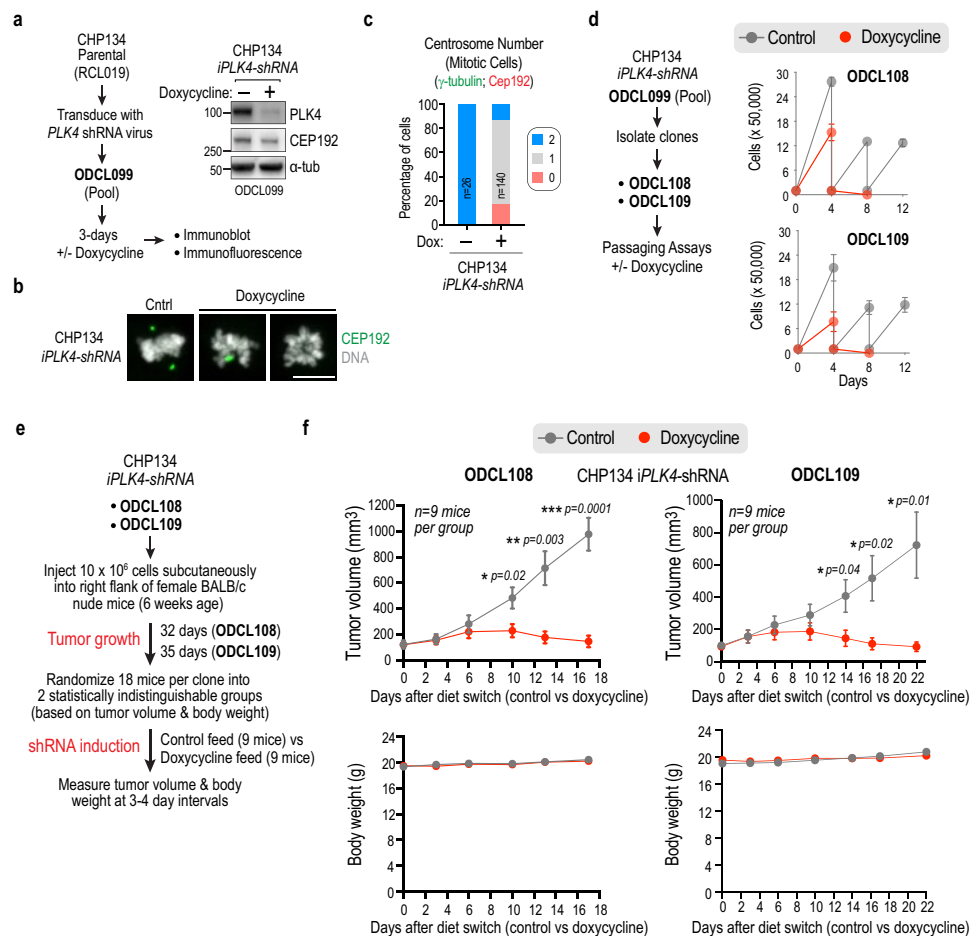 a
CHP134
Parental
(RCL019)
Transduce with
PLK4 shRNA virus
ODCL099
(Pool)
3-days
+/- Doxycycline
• Immunoblot
• Immunofluorescence
CHP134
iPLK4-shRNA
Doxycycline: – +
100 PLK4
CEP192
250
50 α-tub
ODCL099
b
Cntrl Doxycycline
CHP134
iPLK4-shRNA
CEP192
DNA
c
Centrosome Number
(Mitotic Cells)
(γ-tubulin; Cep192)
Percentage of cells
100
80
60
40
20
0
n=26
n=140
2
1
0
Dox: – +
CHP134
iPLK4-shRNA
d
CHP134
iPLK4-shRNA
ODCL099 (Pool)
Isolate clones
• ODCL108
• ODCL109
Passaging Assays
+/- Doxycycline
Control Doxycycline
ODCL108
Cells (x 50,000)
30
24
18
12
6
0
0 4 8 12
ODCL109
Cells (x 50,000)
30
24
18
12
6
0
0 4 8 12
Days
e
CHP134
iPLK4-shRNA
• ODCL108
• ODCL109
Inject 10 x 10⁶ cells subcutaneously
into right flank of female BALB/c
nude mice (6 weeks age)
Tumor growth
32 days (ODCL108)
35 days (ODCL109)
Randomize 18 mice per clone into
2 statistically indistinguishable groups
(based on tumor volume & body weight)
shRNA induction
Control feed (9 mice) vs
Doxycycline feed (9 mice)
Measure tumor volume & body
weight at 3-4 day intervals
f
Control Doxycycline
ODCL108 CHP134 iPLK4-shRNA ODCL109
Tumor volume (mm³)
1200
1000
800
600
400
200
0
n=9 mice
per group
* p=0.02
** p=0.003
*** p=0.0001
0 2 4 6 8 10 12 14 16 18
Days after diet switch (control vs doxycycline)
Tumor volume (mm³)
1000
800
600
400
200
0
n=9 mice
per group
* p=0.04
* p=0.02
* p=0.01
0 2 4 6 8 10 12 14 16 18 20 22
Days after diet switch (control vs doxycycline)
Body weight (g)
24
20
16
12
8
4
0
0 2 4 6 8 10 12 14 16 18
Days after diet switch (control vs doxycycline)
Body weight (g)
24
20
16
12
8
4
0
0 2 4 6 8 10 12 14 16 18 20 22
Days after diet switch (control vs doxycycline)